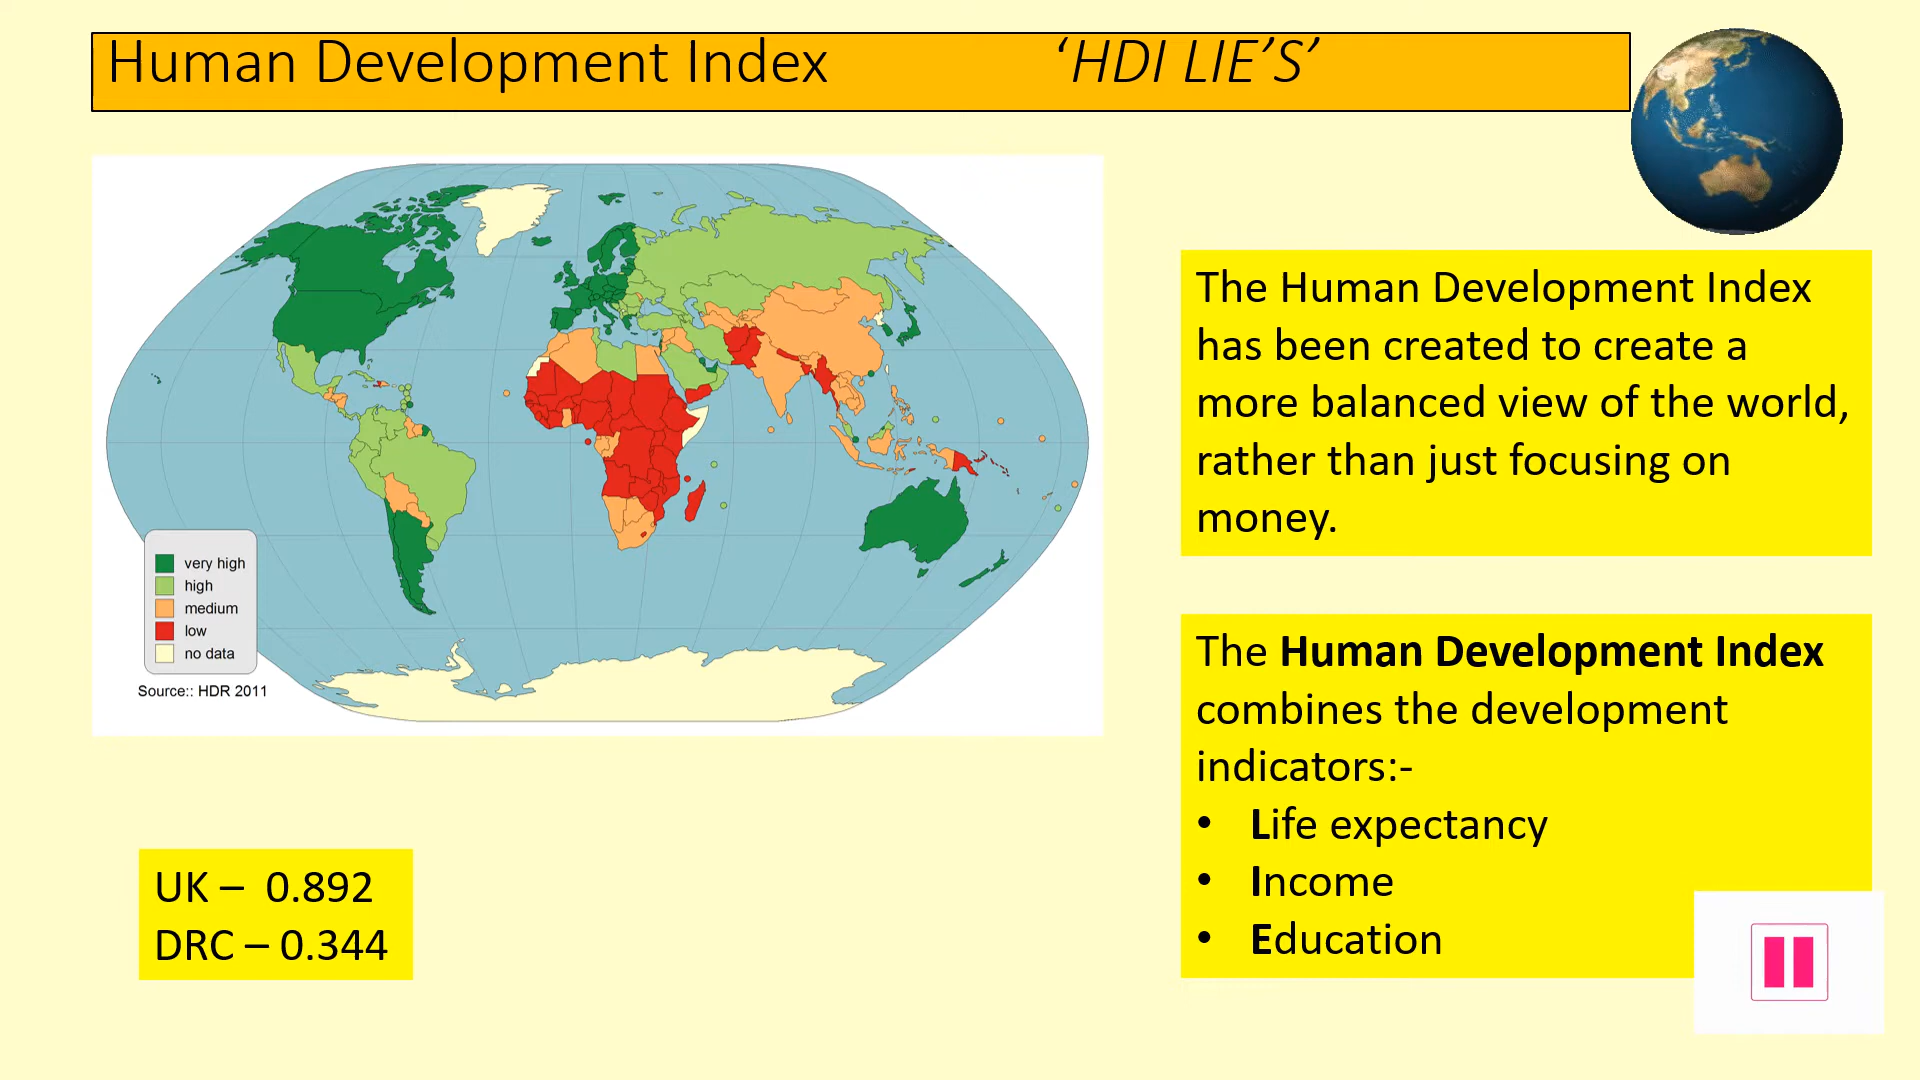 Human Development Index ‘HDI LIE’S’
The Human Development Index
has been created to create a
more balanced view of the world,
rather than just focusing on
money.
very high
high
medium
low
no data
Source:: HDR 2011
The Human Development Index
combines the development
indicators:-
• Life expectancy
• Income
• Education
UK – 0.892
DRC – 0.344